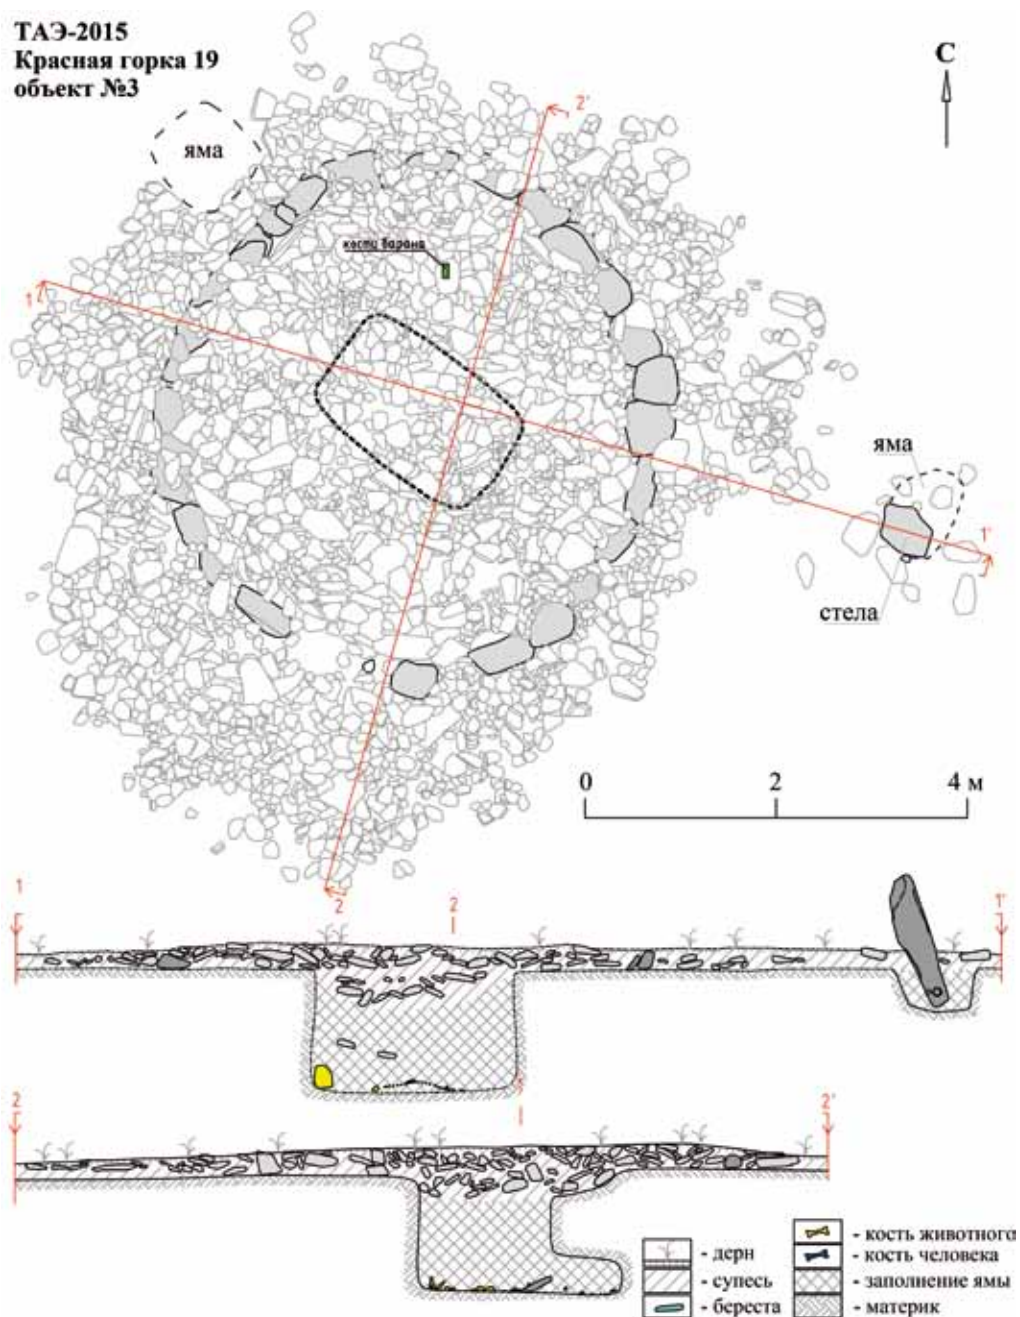 ТАЭ-2015
Красная горка 19
объект №3
С
2'
яма
кости барана
1
яма
1'
стела
0 2 4 м
2
1 2 1'
2 1 2'
- дерн
- супесь
- береста
- кость животного
- кость человека
- заполнение ямы
- материк